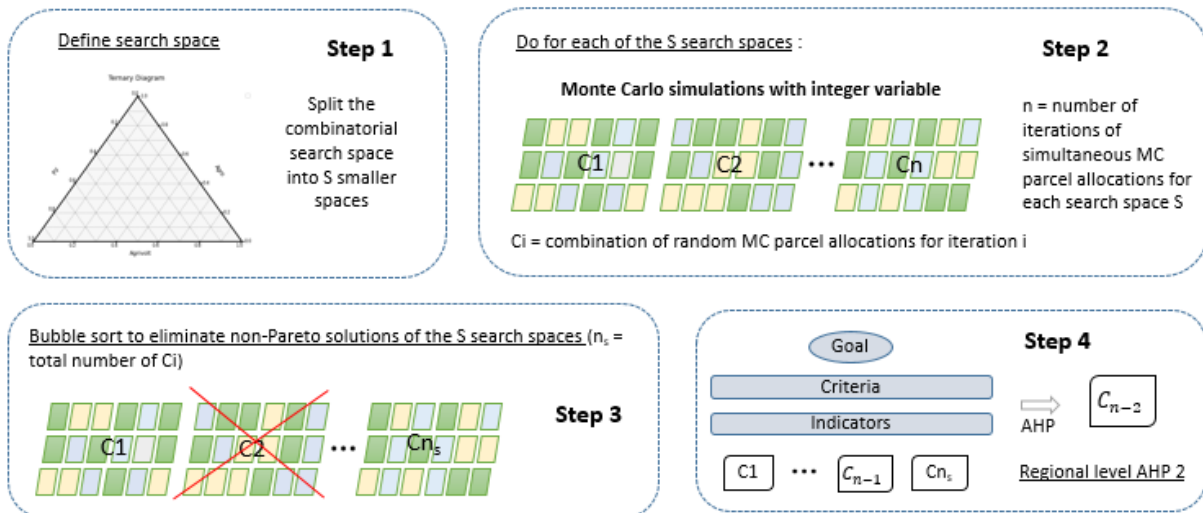 Define search space
Step 1
Ternary Diagram
Agrivolt
Split the
combinatorial
search space
into S smaller
spaces
Step 2
Do for each of the S search spaces :
Monte Carlo simulations with integer variable
C1
C2
•••
Cn
n = number of
iterations of
simultaneous MC
parcel allocations for
each search space S
Ci = combination of random MC parcel allocations for iteration i
Bubble sort to eliminate non-Pareto solutions of the S search spaces (nₛ =
total number of Ci)
Step 3
C1
C2
•••
Cnₛ
Step 4
Goal
Criteria
Indicators
AHP
Cₙ₋₂
C1
•••
Cₙ₋₁
Cnₛ
Regional level AHP 2